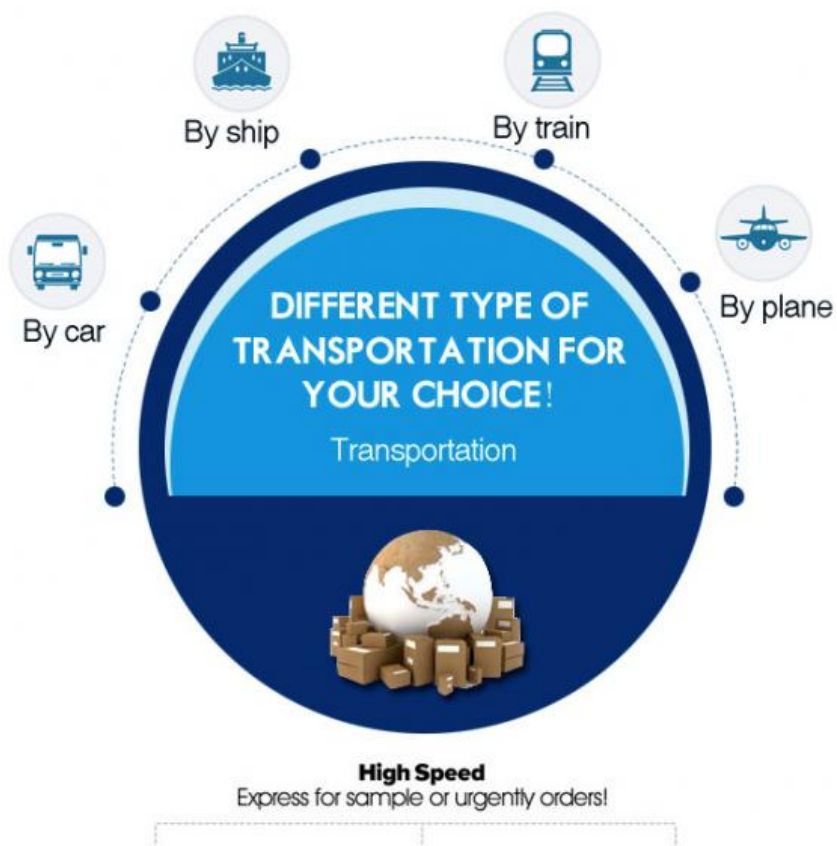 By ship
By train
By car
By plane
DIFFERENT TYPE OF
TRANSPORTATION FOR
YOUR CHOICE!
Transportation
High Speed
Express for sample or urgently orders!